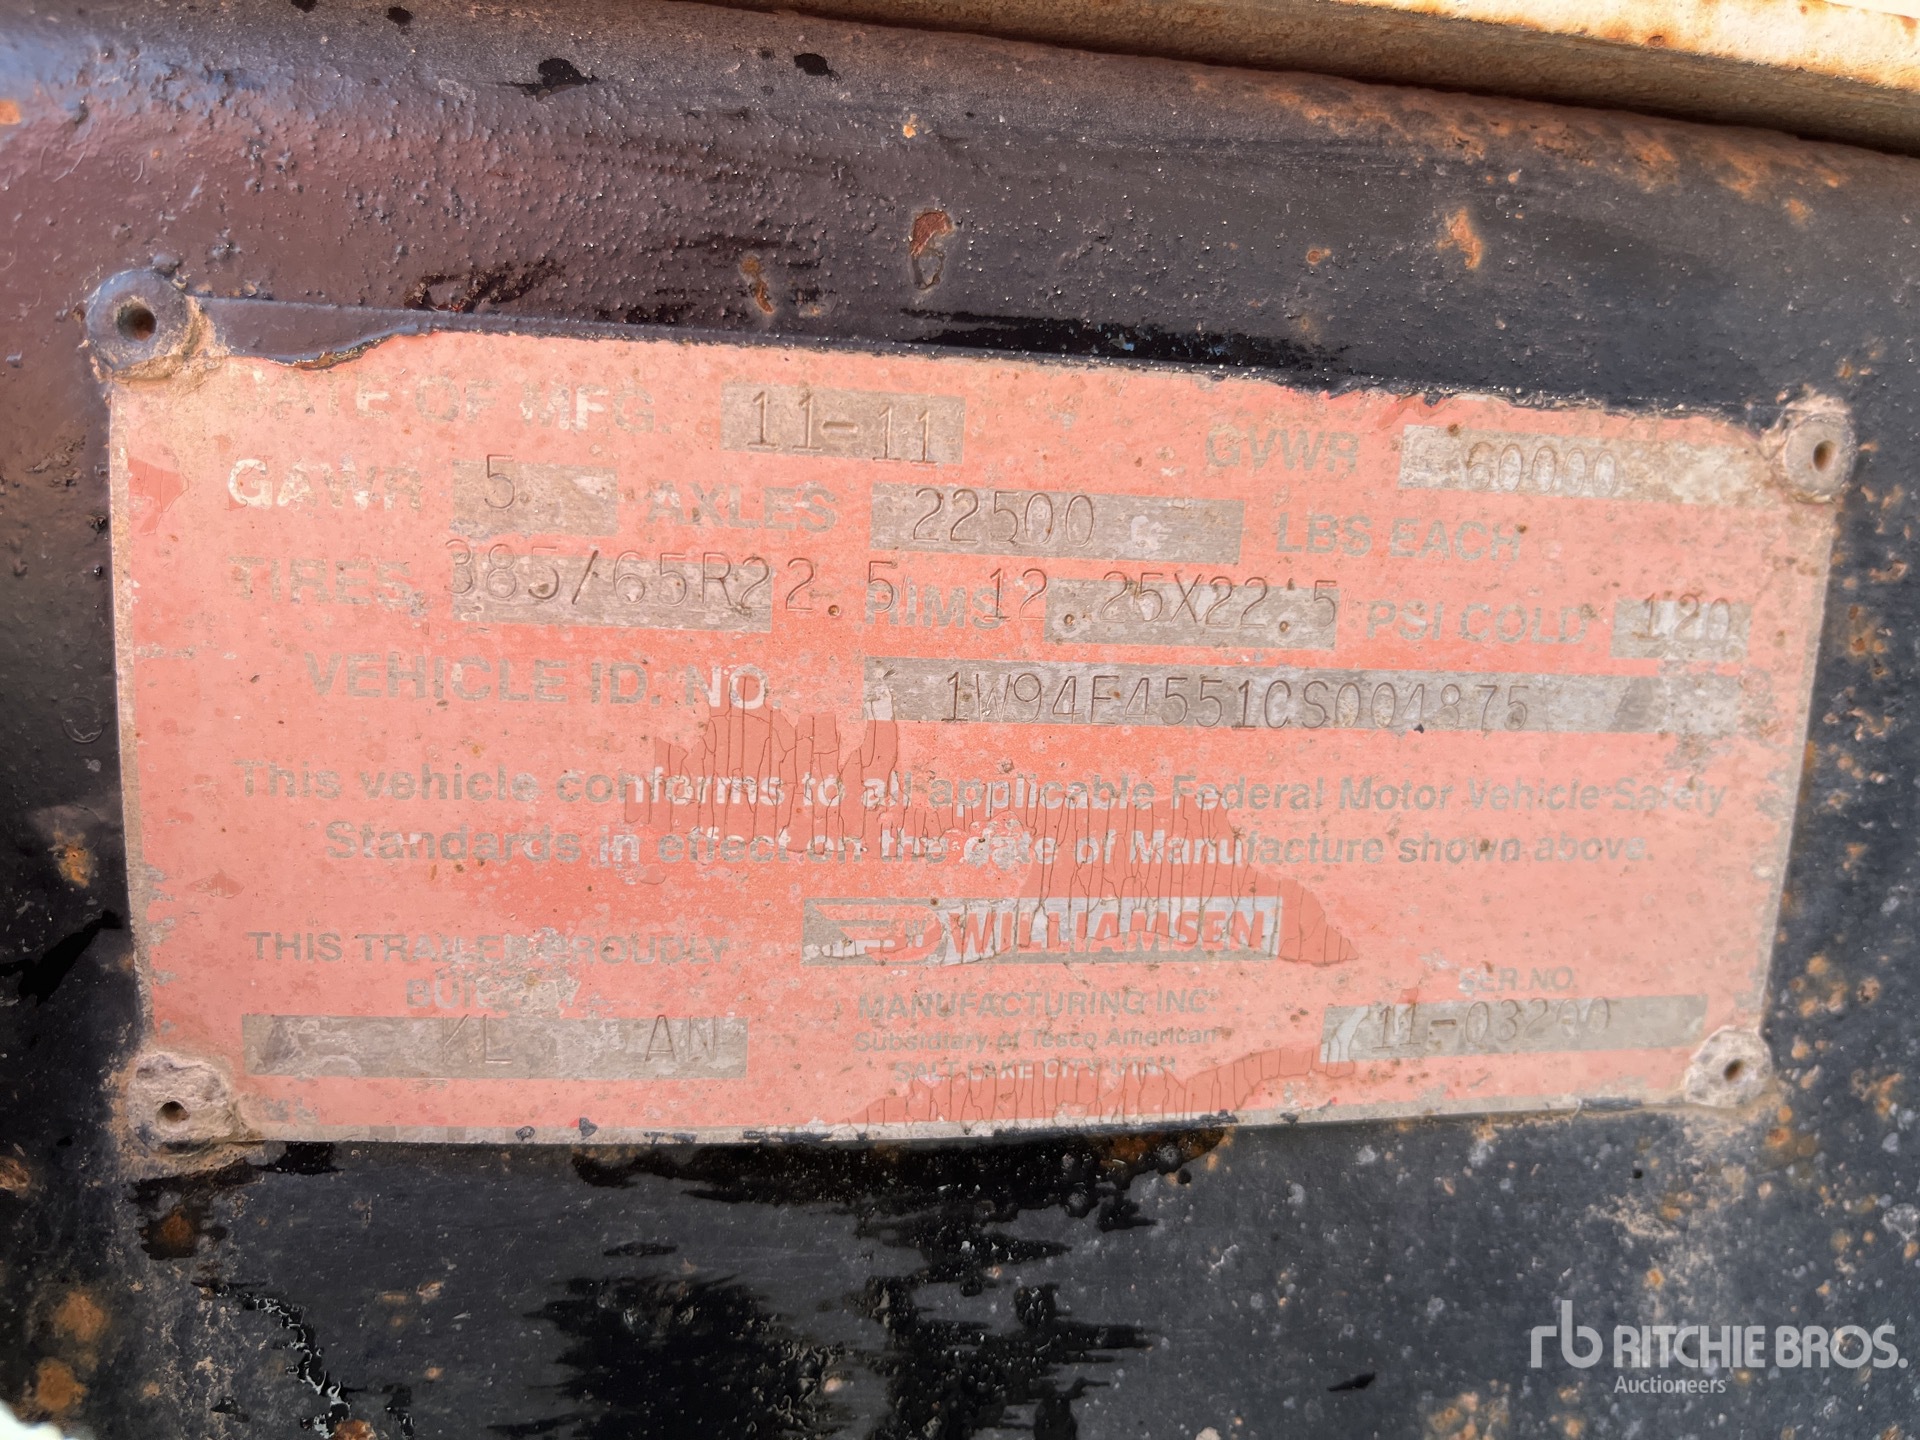 DATE OF MFG. 11-11 GVWR 60000
GAWR 5 AXLES 22500 LBS EACH
TIRES 385/65R22.5 RIMS 12.25X22.5 PSI COLD 120
VEHICLE ID. NO. 1W94E4551CS004875
This vehicle conforms to all applicable Federal Motor Vehicle Safety
Standards in effect on the date of Manufacture shown above.
THIS TRAILER PROUDLY
WILLIAMSEN
MANUFACTURING INC
Subsidiary of Tesco American
SALT LAKE CITY UTAH
AN
SER. NO.
11-03200
rb RITCHIE BROS.
Auctioneers